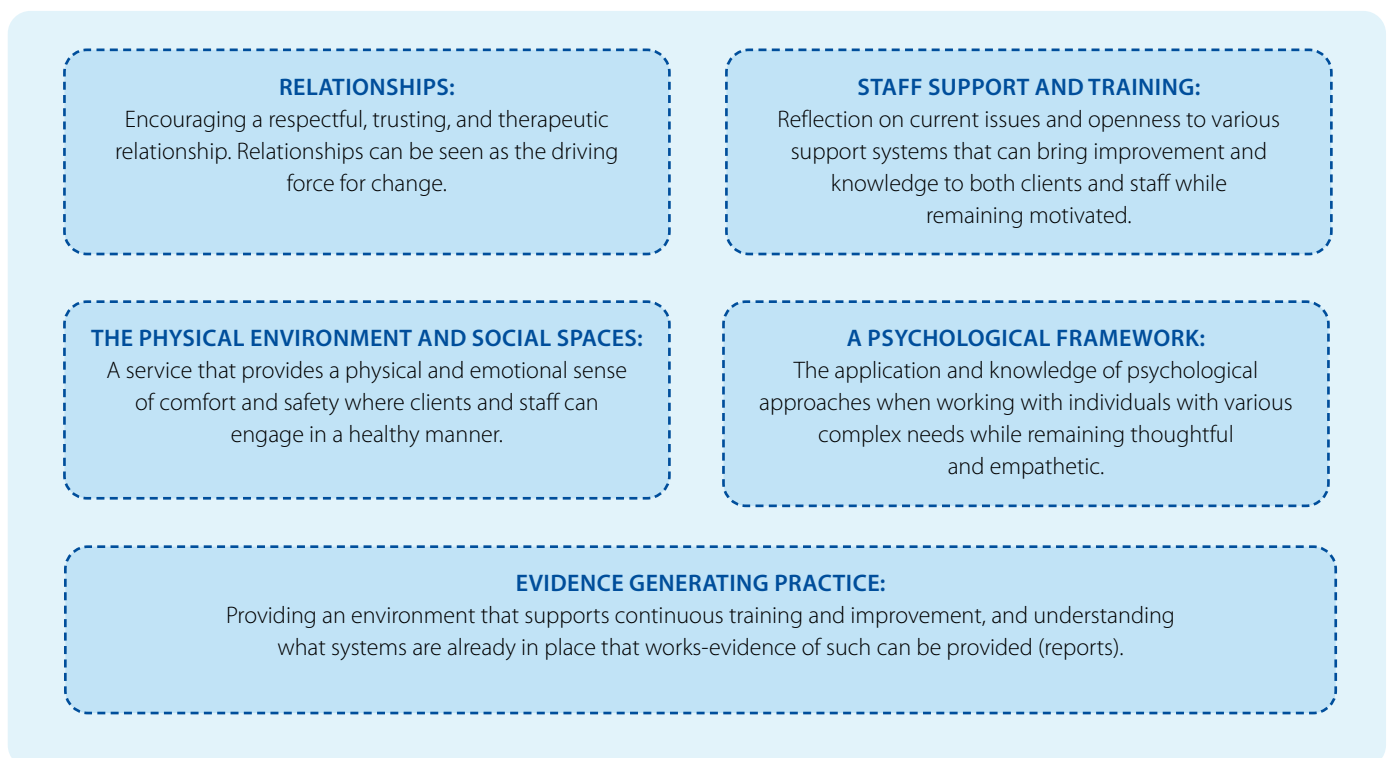 RELATIONSHIPS:
Encouraging a respectful, trusting, and therapeutic
relationship. Relationships can be seen as the driving
force for change.
STAFF SUPPORT AND TRAINING:
Reflection on current issues and openness to various
support systems that can bring improvement and
knowledge to both clients and staff while
remaining motivated.
THE PHYSICAL ENVIRONMENT AND SOCIAL SPACES:
A service that provides a physical and emotional sense
of comfort and safety where clients and staff can
engage in a healthy manner.
A PSYCHOLOGICAL FRAMEWORK:
The application and knowledge of psychological
approaches when working with individuals with various
complex needs while remaining thoughtful
and empathetic.
EVIDENCE GENERATING PRACTICE:
Providing an environment that supports continuous training and improvement, and understanding
what systems are already in place that works-evidence of such can be provided (reports).